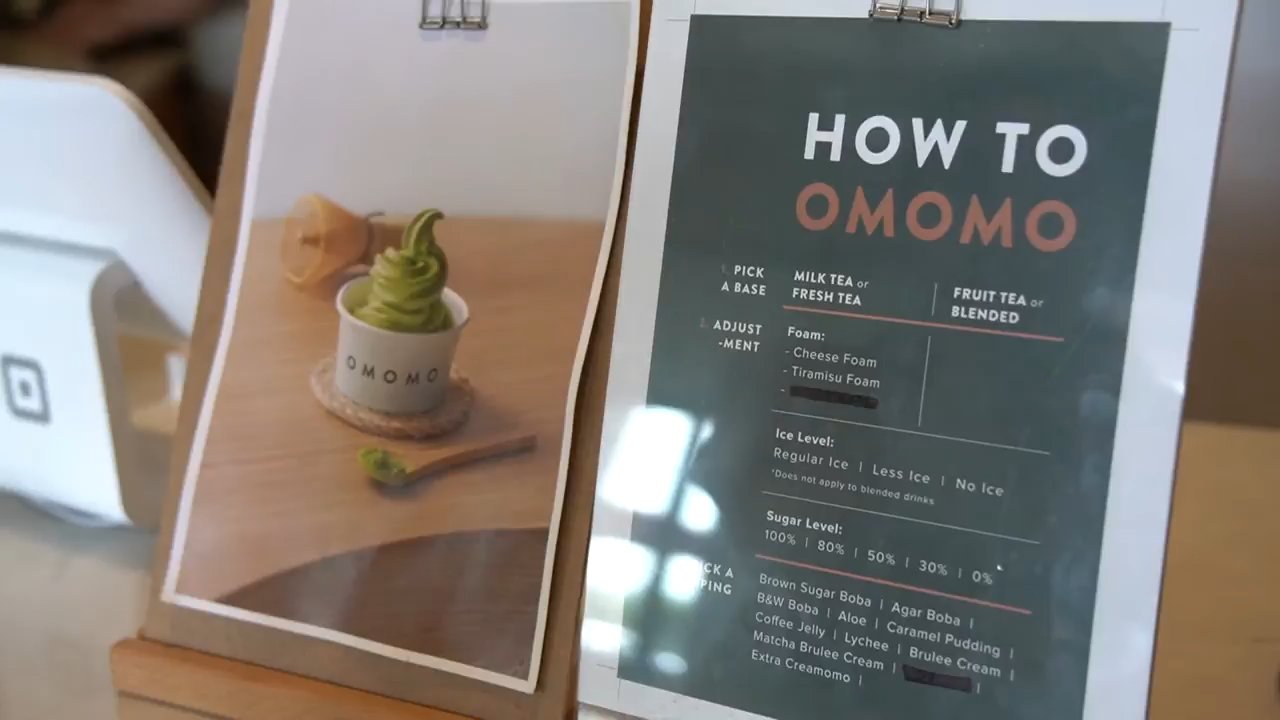 OMOMO
HOW TO
OMOMO
PICK
A BASE
MILK TEA or
FRESH TEA
FRUIT TEA or
BLENDED
ADJUST
-MENT
Foam:
- Cheese Foam
- Tiramisu Foam
-
Ice Level:
Regular Ice | Less Ice | No Ice
*Does not apply to blended drinks
Sugar Level:
100% | 80% | 50% | 30% | 0%
A
Brown Sugar Boba | Agar Boba |
B&W Boba | Aloe | Caramel Pudding |
Coffee Jelly | Lychee | Brulee Cream |
Matcha Brulee Cream | |
Extra Creamomo |